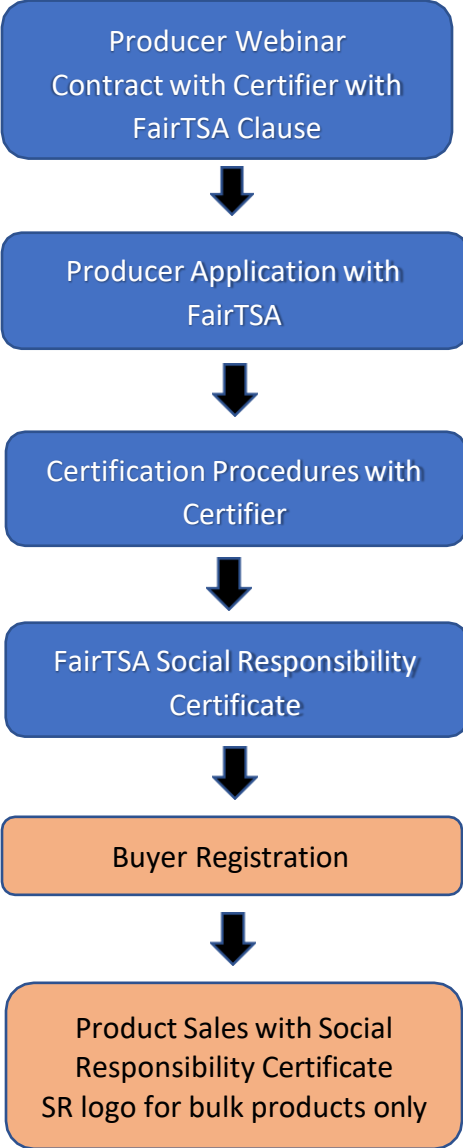 Producer Webinar
Contract with Certifier with
FairTSA Clause
Producer Application with
FairTSA
Certification Procedures with
Certifier
FairTSA Social Responsibility
Certificate
Buyer Registration
Product Sales with Social
Responsibility Certificate
SR logo for bulk products only